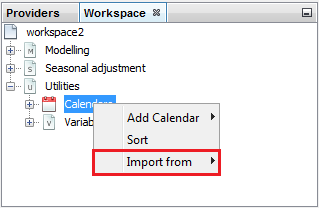 Providers Workspace
workspace2
M Modelling
S Seasonal adjustment
U Utilities
Calendars
Add Calendar
V Variab
Sort
Import from